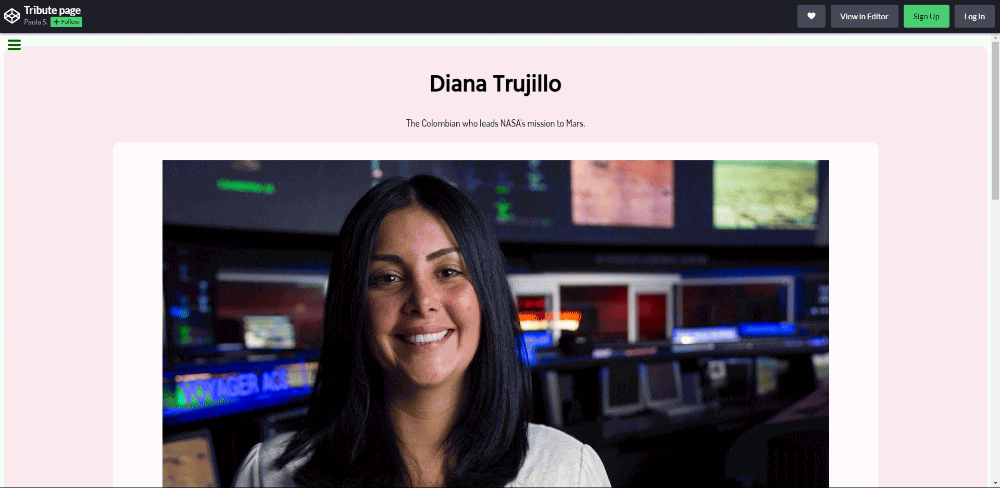 Tribute page
Paula S. + Follow
View in Editor
Sign Up
Log In
Diana Trujillo
The Colombian who leads NASA's mission to Mars.
VOYAGER ACE